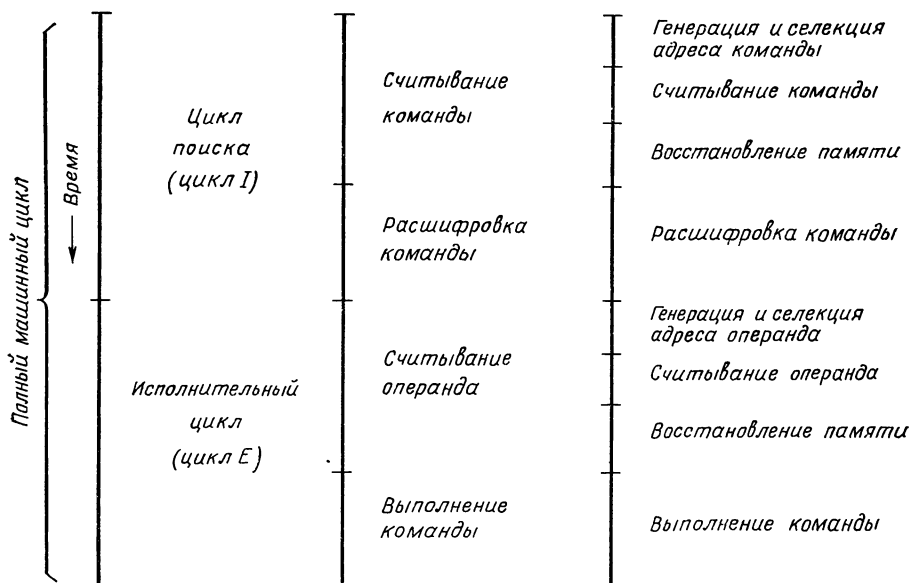 Полный машинный цикл
Время
Цикл
поиска
(цикл I)
Исполнительный
цикл
(цикл E)
Считывание
команды
Расшифровка
команды
Считывание
операнда
Выполнение
команды
Генерация и селекция
адреса команды
Считывание команды
Восстановление памяти
Расшифровка команды
Генерация и селекция
адреса операнда
Считывание операнда
Восстановление памяти
Выполнение команды